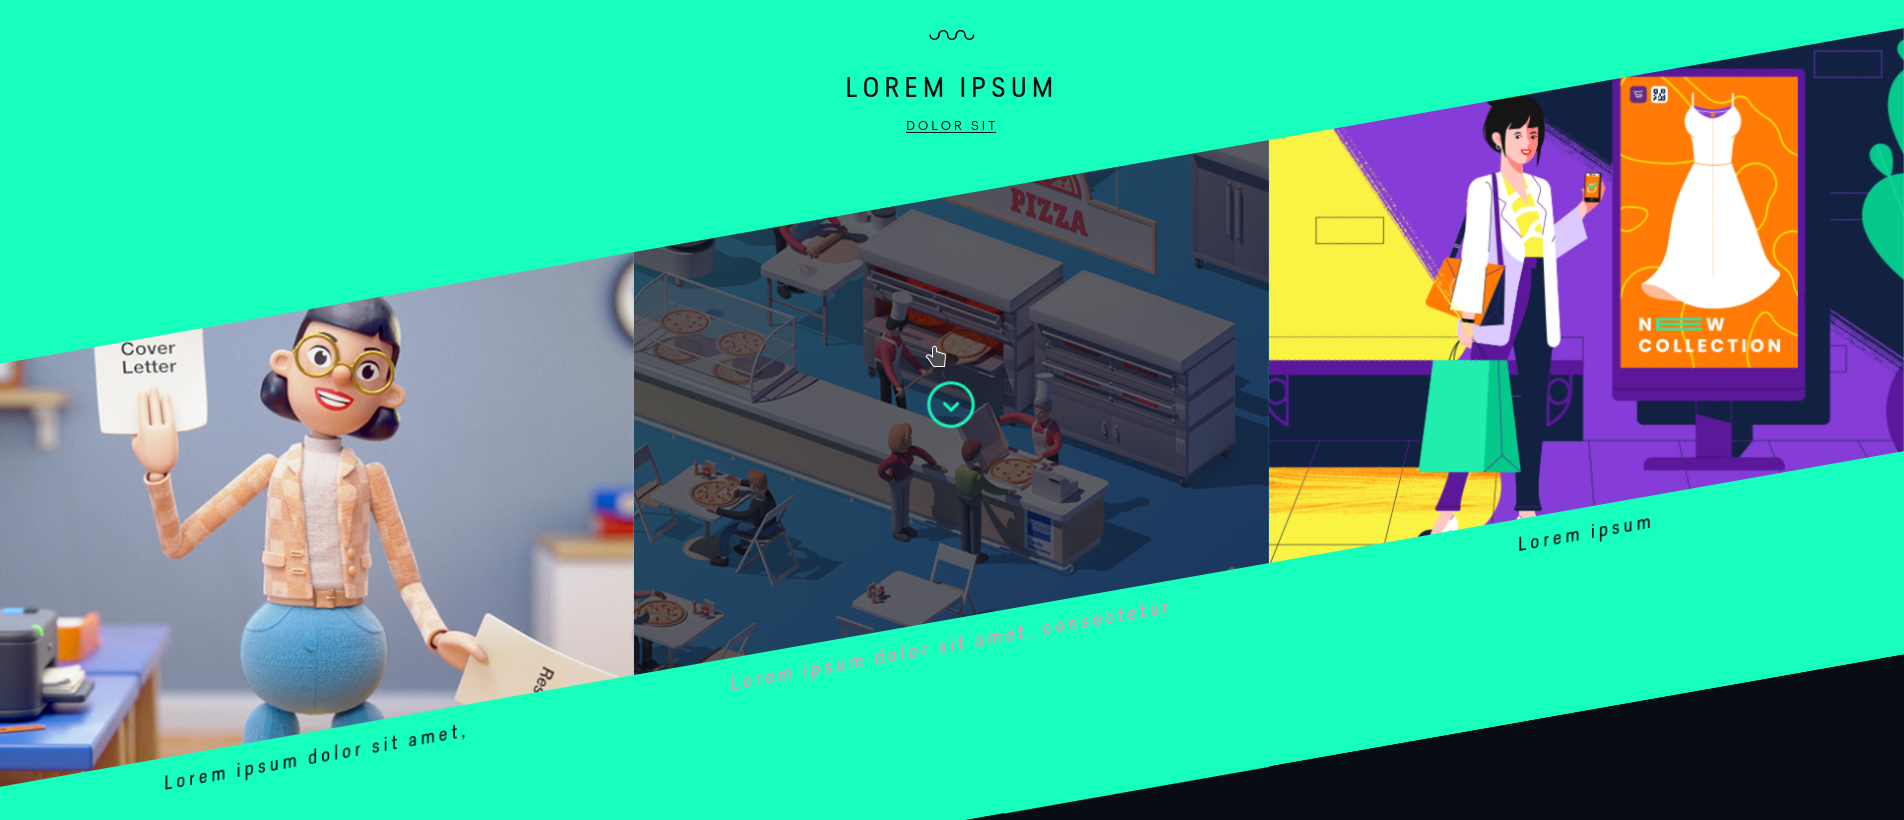 LOREM IPSUM
DOLOR SIT
PIZZA
Cover
Letter
N W
COLLECTION
Lorem ipsum
Lorem ipsum dolor sit amet, consectetur
Res
Lorem ipsum dolor sit amet,